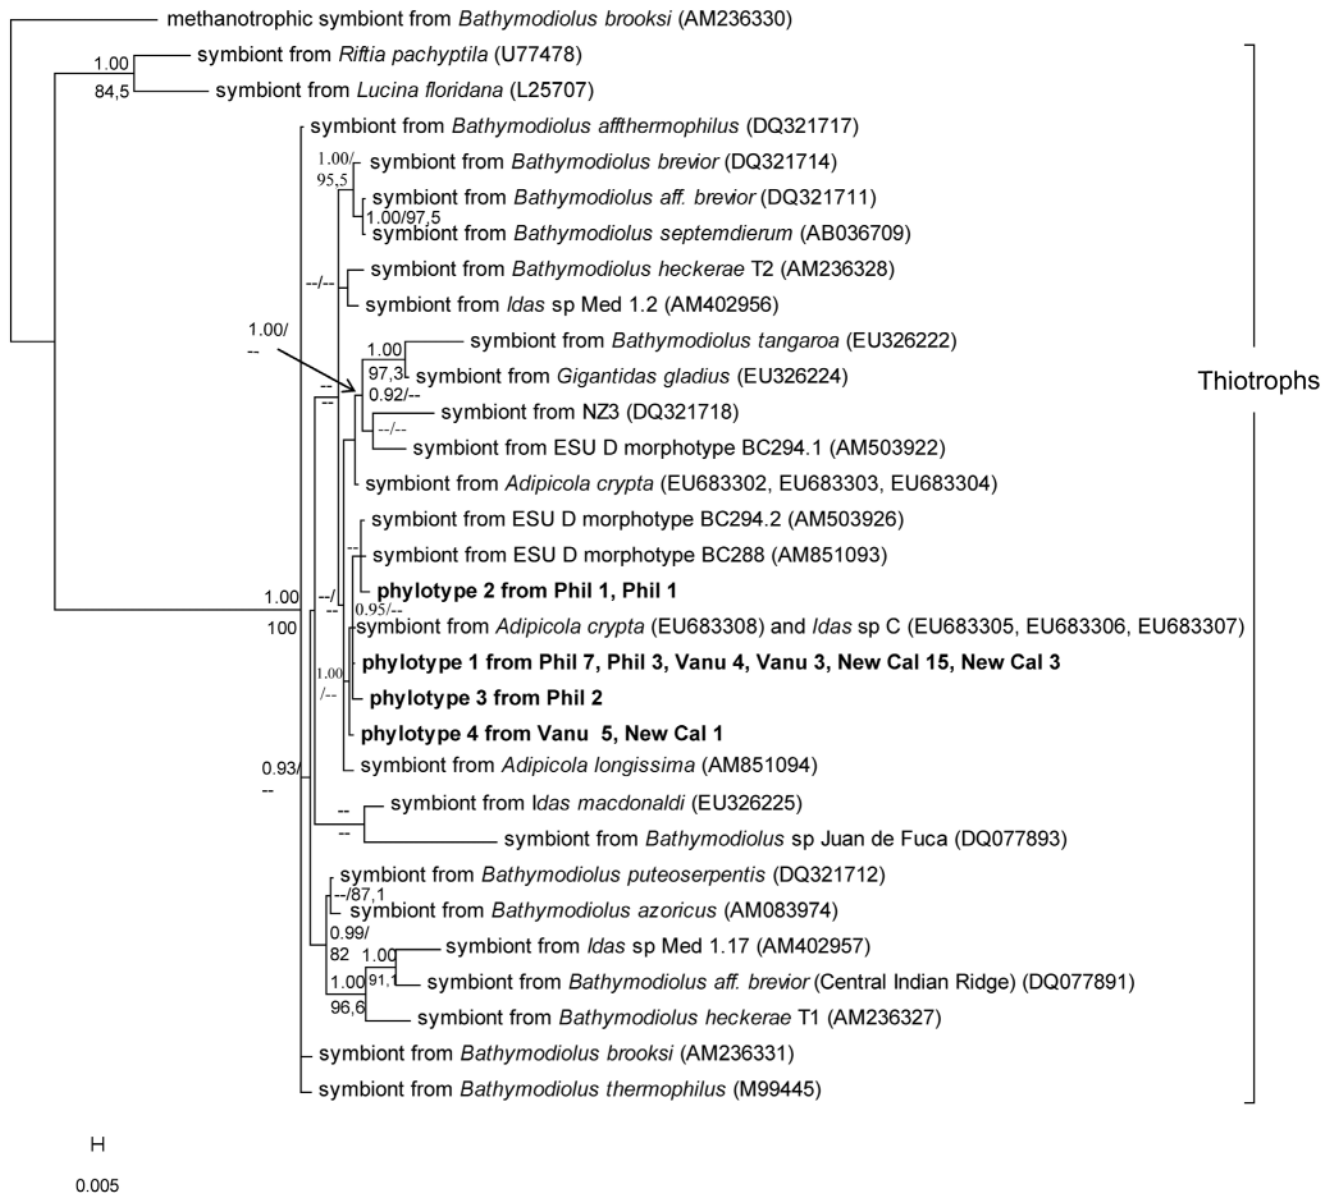 methanotrophic symbiont from Bathymodiolus brooksi (AM236330)
symbiont from Riftia pachyptila (U77478)
1.00
84,5
symbiont from Lucina floridana (L25707)
symbiont from Bathymodiolus affthermophilus (DQ321717)
1.00/
95,5
symbiont from Bathymodiolus brevior (DQ321714)
symbiont from Bathymodiolus aff. brevior (DQ321711)
1.00/97,5
symbiont from Bathymodiolus septemdierum (AB036709)
symbiont from Bathymodiolus heckerae T2 (AM236328)
--/--
symbiont from Idas sp Med 1.2 (AM402956)
1.00/
--
symbiont from Bathymodiolus tangaroa (EU326222)
1.00
97,3
symbiont from Gigantidas gladius (EU326224)
Thiotrophs
--
--
0.92/--
symbiont from NZ3 (DQ321718)
--/--
symbiont from ESU D morphotype BC294.1 (AM503922)
symbiont from Adipicola crypta (EU683302, EU683303, EU683304)
symbiont from ESU D morphotype BC294.2 (AM503926)
--
symbiont from ESU D morphotype BC288 (AM851093)
phylotype 2 from Phil 1, Phil 1
1.00
100
--/
--
0.95/--
symbiont from Adipicola crypta (EU683308) and Idas sp C (EU683305, EU683306, EU683307)
phylotype 1 from Phil 7, Phil 3, Vanu 4, Vanu 3, New Cal 15, New Cal 3
1.00
/--
phylotype 3 from Phil 2
phylotype 4 from Vanu 5, New Cal 1
symbiont from Adipicola longissima (AM851094)
0.93/
--
symbiont from Idas macdonaldi (EU326225)
--
--
symbiont from Bathymodiolus sp Juan de Fuca (DQ077893)
symbiont from Bathymodiolus puteoserpentis (DQ321712)
--/87,1
symbiont from Bathymodiolus azoricus (AM083974)
0.99/
82
symbiont from Idas sp Med 1.17 (AM402957)
1.00
91,1
symbiont from Bathymodiolus aff. brevior (Central Indian Ridge) (DQ077891)
1.00
96,6
symbiont from Bathymodiolus heckerae T1 (AM236327)
symbiont from Bathymodiolus brooksi (AM236331)
symbiont from Bathymodiolus thermophilus (M99445)
0.005